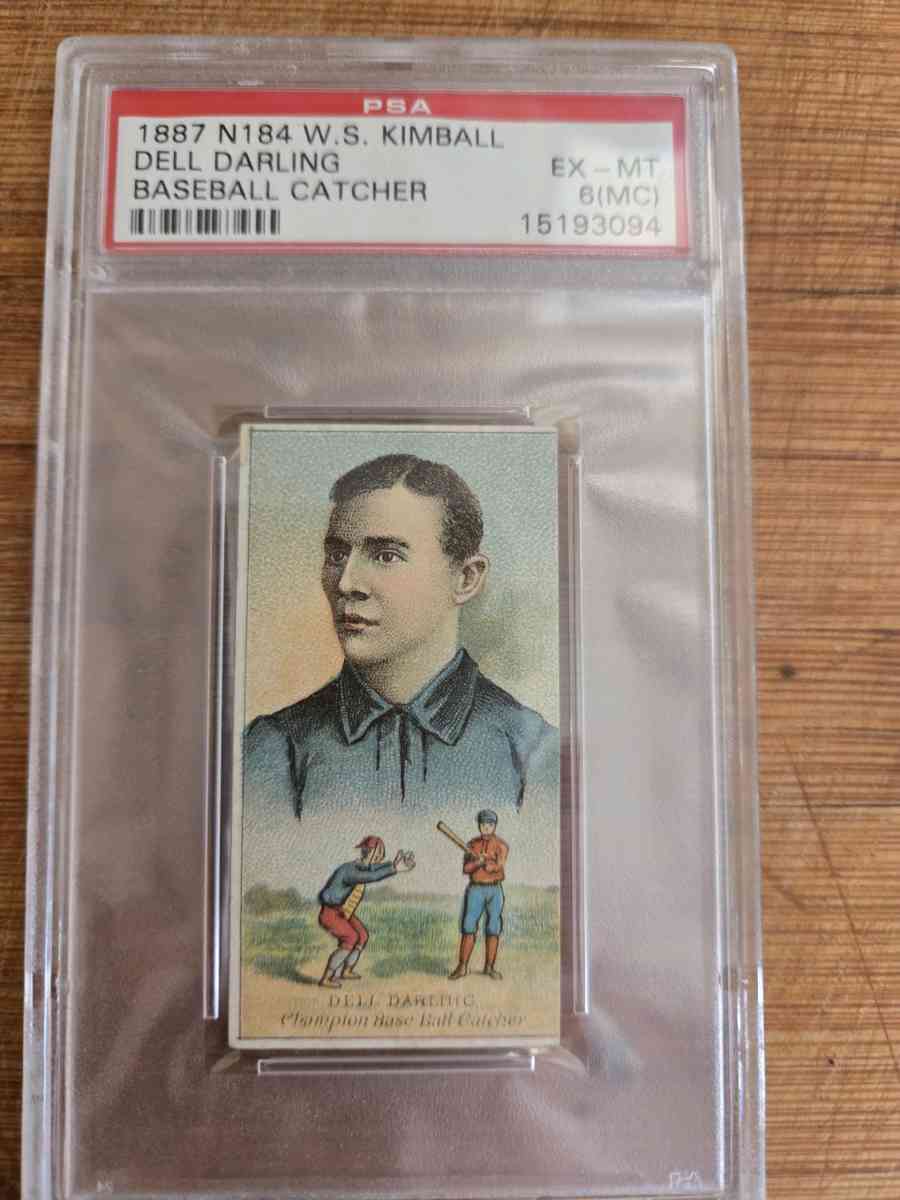 PSA
1887 N184 W.S. KIMBALL
DELL DARLING
BASEBALL CATCHER
EX - MT
6(MC)
15193094
DELL DARLING
Champion Base Ball Catcher
PSA